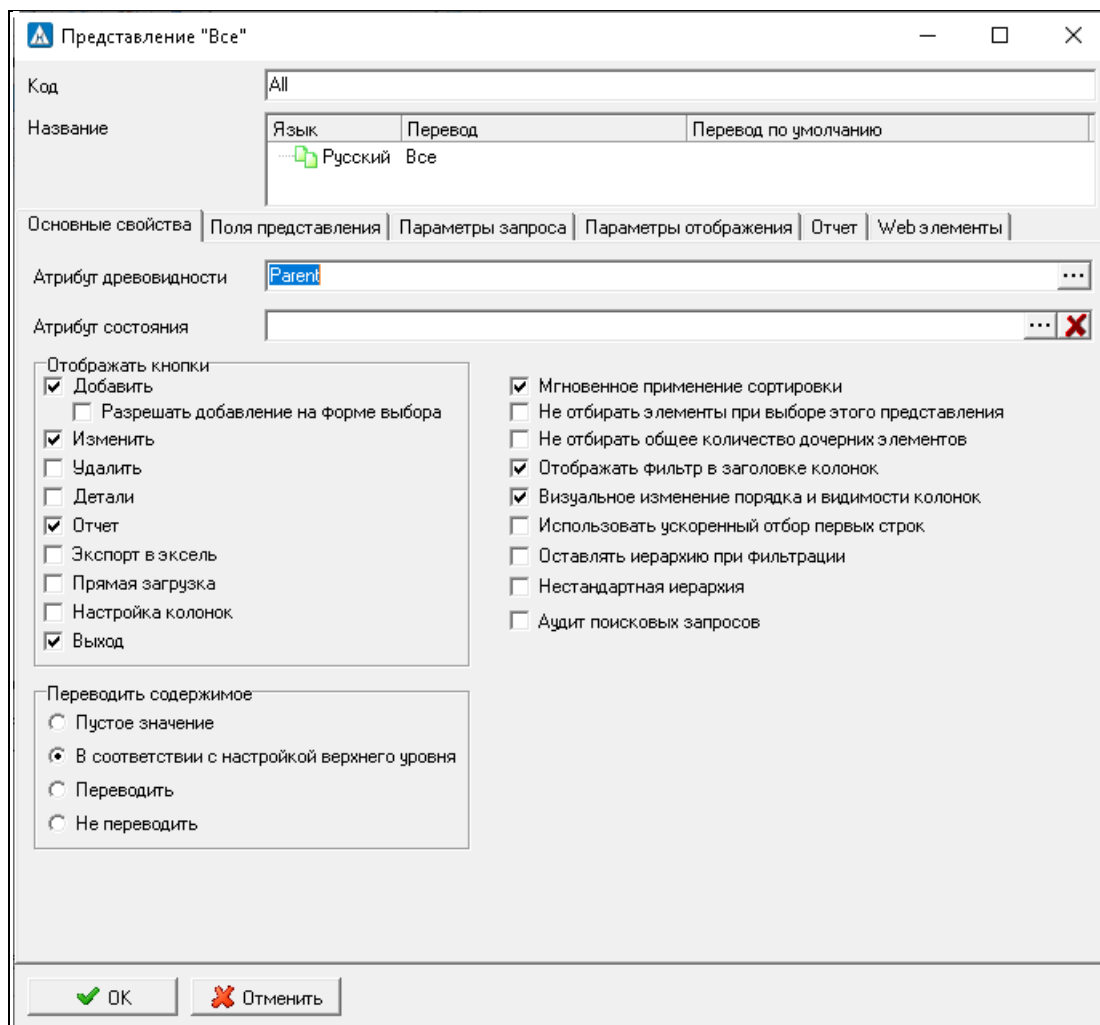 Представление "Все"
Код All
Название
Язык Перевод Перевод по умолчанию
Русский Все
Основные свойства Поля представления Параметры запроса Параметры отображения Отчет Web элементы
Атрибут древовидности Parent ...
Атрибут состояния ...
Отображать кнопки
Добавить
Разрешать добавление на форме выбора
Изменить
Удалить
Детали
Отчет
Экспорт в эксель
Прямая загрузка
Настройка колонок
Выход
Мгновенное применение сортировки
Не отбирать элементы при выборе этого представления
Не отбирать общее количество дочерних элементов
Отображать фильтр в заголовке колонок
Визуальное изменение порядка и видимости колонок
Использовать ускоренный отбор первых строк
Оставлять иерархию при фильтрации
Нестандартная иерархия
Аудит поисковых запросов
Переводить содержимое
Пустое значение
В соответствии с настройкой верхнего уровня
Переводить
Не переводить
OK Отменить